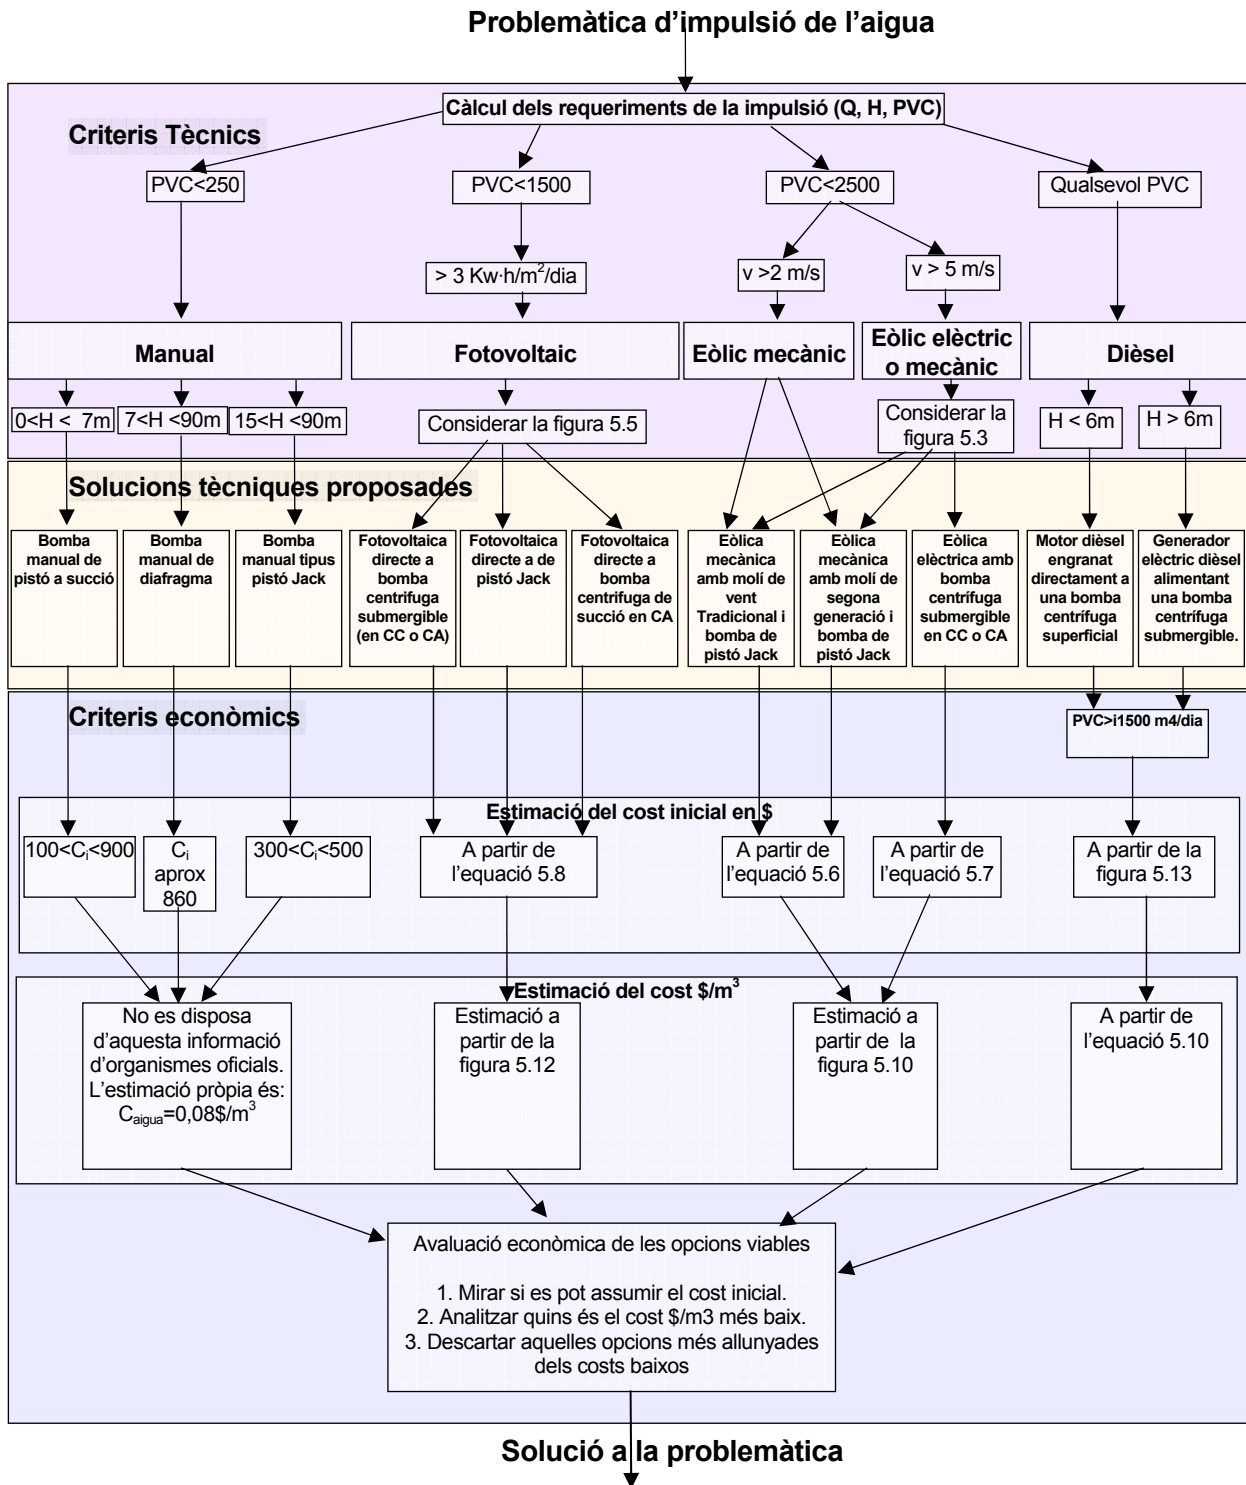 Problemàtica d'impulsió de l'aigua
Càlcul dels requeriments de la impulsió (Q, H, PVC)
Criteris Tècnics
PVC<250
PVC<1500
PVC<2500
Qualsevol PVC
> 3 Kw·h/m²/dia
v >2 m/s
v > 5 m/s
Manual
Fotovoltaic
Eòlic mecànic
Eòlic elèctric
o mecànic
Dièsel
0<H < 7m
7<H <90m
15<H <90m
Considerar la figura 5.5
Considerar la
figura 5.3
H < 6m
H > 6m
Solucions tècniques proposades
Bomba
manual de
pistó a succió
Bomba
manual de
diafragma
Bomba
manual tipus
pistó Jack
Fotovoltaica
directe a
bomba
centrifuga
submergible
(en CC o CA)
Fotovoltaica
directe a de
pistó Jack
Fotovoltaica
directe a
bomba
centrifuga de
succió en CA
Eòlica
mecànica
amb molí de
vent
Tradicional i
bomba de
pistó Jack
Eòlica
mecànica
amb molí de
segona
generació i
bomba de
pistó Jack
Eòlica
elèctrica amb
bomba
centrífuga
submergible
en CC o CA
Motor dièsel
engranat
directament a
una bomba
centrífuga
superficial
Generador
elèctric dièsel
alimentant
una bomba
centrífuga
submergible.
Criteris econòmics
PVC>i1500 m4/dia
Estimació del cost inicial en $
100<Cᵢ<900
Cᵢ
aprox
860
300<Cᵢ<500
A partir de
l'equació 5.8
A partir de
l'equació 5.6
A partir de
l'equació 5.7
A partir de la
figura 5.13
Estimació del cost $/m³
No es disposa
d'aquesta informació
d'organismes oficials.
L'estimació pròpia és:
Caigua=0,08$/m³
Estimació a
partir de la
figura 5.12
Estimació a
partir de la
figura 5.10
A partir de
l'equació 5.10
Avaluació econòmica de les opcions viables
1. Mirar si es pot assumir el cost inicial.
2. Analitzar quins és el cost $/m3 més baix.
3. Descartar aquelles opcions més allunyades
dels costs baixos
Solució a la problemàtica